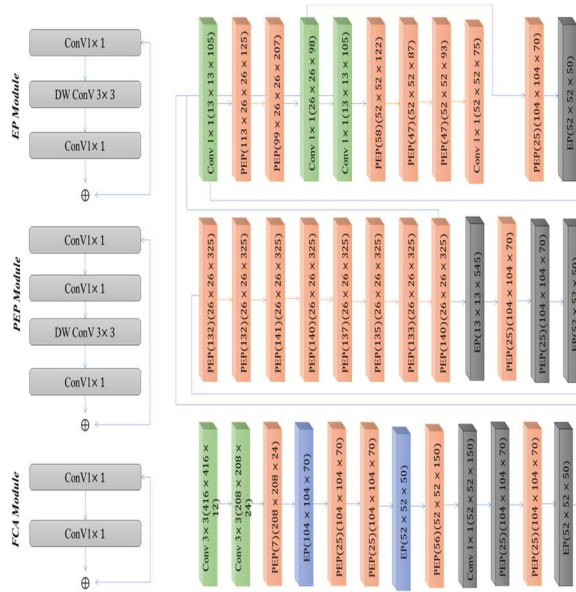 EP Module
ConV1× 1
DW ConV 3× 3
ConV1× 1
⊕
PEP Module
ConV1× 1
ConV1× 1
DW ConV 3× 3
ConV1× 1
⊕
FCA Module
ConV1× 1
ConV1× 1
⊕
Conv 1 × 1(13 × 13 × 105)
PEP(113 × 26 × 26 × 125)
PEP(99 × 26 × 26 × 207)
Conv 1 × 1(26 × 26 × 98)
Conv 1 × 1(13 × 13 × 105)
PEP(58)(52 × 52 × 122)
PEP(47)(52 × 52 × 87)
PEP(47)(52 × 52 × 93)
Conv 1 × 1(52 × 52 × 75)
PEP(25)(104 × 104 × 70)
EP(52 × 52 × 50)
PEP(132)(26 × 26 × 325)
PEP(132)(26 × 26 × 325)
PEP(141)(26 × 26 × 325)
PEP(140)(26 × 26 × 325)
PEP(137)(26 × 26 × 325)
PEP(135)(26 × 26 × 325)
PEP(133)(26 × 26 × 325)
PEP(140)(26 × 26 × 325)
EP(13 × 13 × 545)
PEP(25)(104 × 104 × 70)
PEP(25)(104 × 104 × 70)
EP(52 × 52 × 50)
Conv 3 × 3(416 × 416 ×
12)
Conv 3 × 3(208 × 208 ×
24)
PEP(7)(208 × 208 × 24)
EP(104 × 104 × 70)
PEP(25)(104 × 104 × 70)
PEP(25)(104 × 104 × 70)
EP(52 × 52 × 50)
PEP(56)(52 × 52 × 150)
Conv 1 × 1(52 × 52 × 150)
PEP(25)(104 × 104 × 70)
PEP(25)(104 × 104 × 70)
EP(52 × 52 × 50)